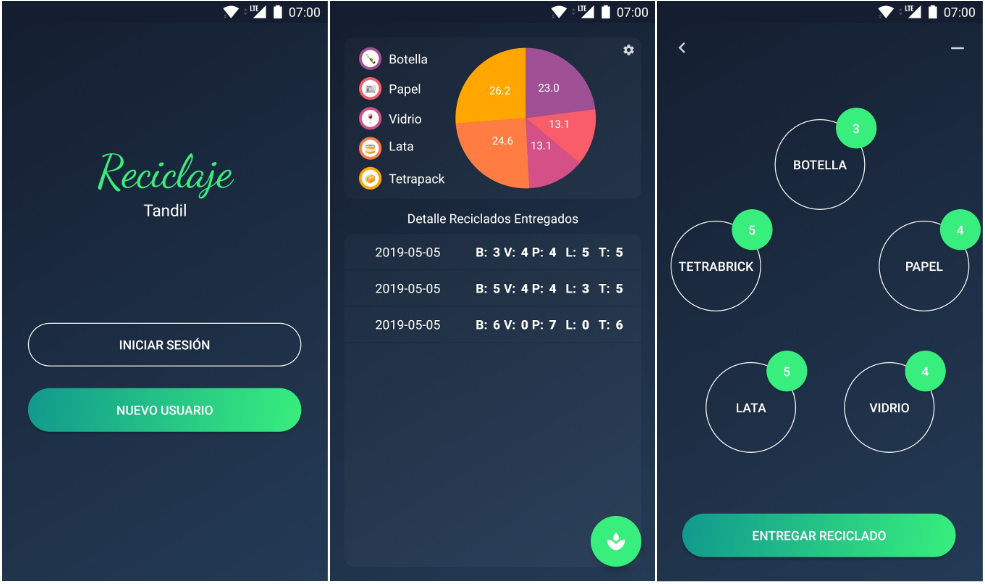 LTE 07:00
Reciclaje
Tandil
INICIAR SESIÓN
NUEVO USUARIO
LTE 07:00
Botella
Papel
Vidrio
Lata
Tetrapack
26.2
23.0
13.1
24.6
13.1
Detalle Reciclados Entregados
2019-05-05 B: 3 V: 4 P: 4 L: 5 T: 5
2019-05-05 B: 5 V: 4 P: 4 L: 3 T: 5
2019-05-05 B: 6 V: 0 P: 7 L: 0 T: 6
LTE 07:00
3
BOTELLA
5
TETRABRICK
4
PAPEL
5
LATA
4
VIDRIO
ENTREGAR RECICLADO